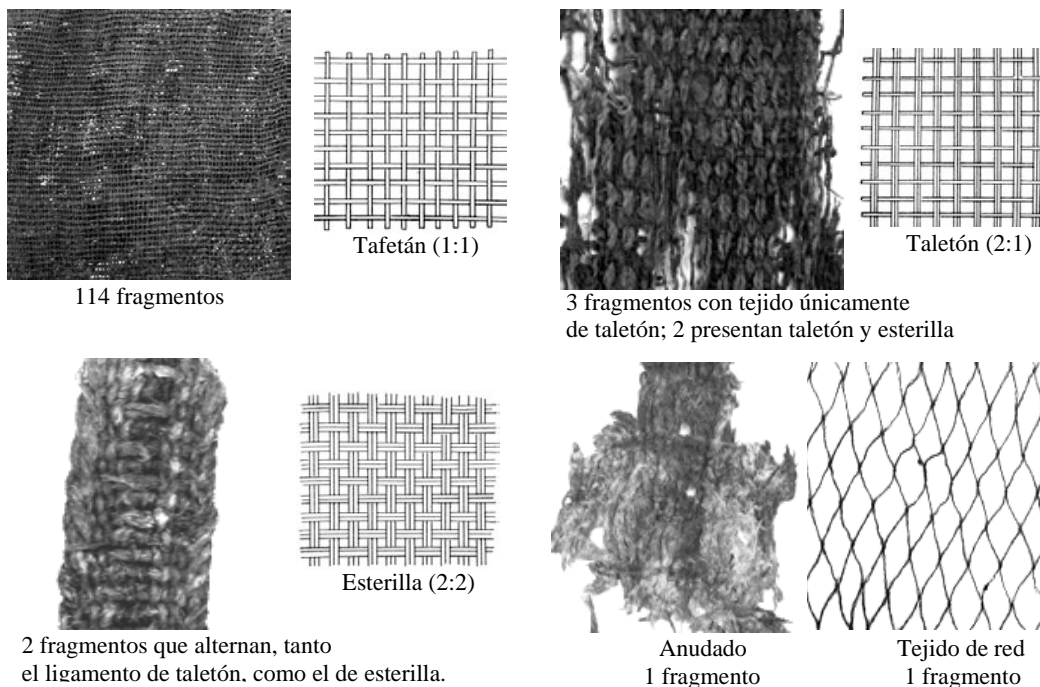 Tafetán (1:1)
114 fragmentos
Taletón (2:1)
3 fragmentos con tejido únicamente
de taletón; 2 presentan taletón y esterilla
Esterilla (2:2)
2 fragmentos que alternan, tanto
el ligamento de taletón, como el de esterilla.
Anudado
1 fragmento
Tejido de red
1 fragmento